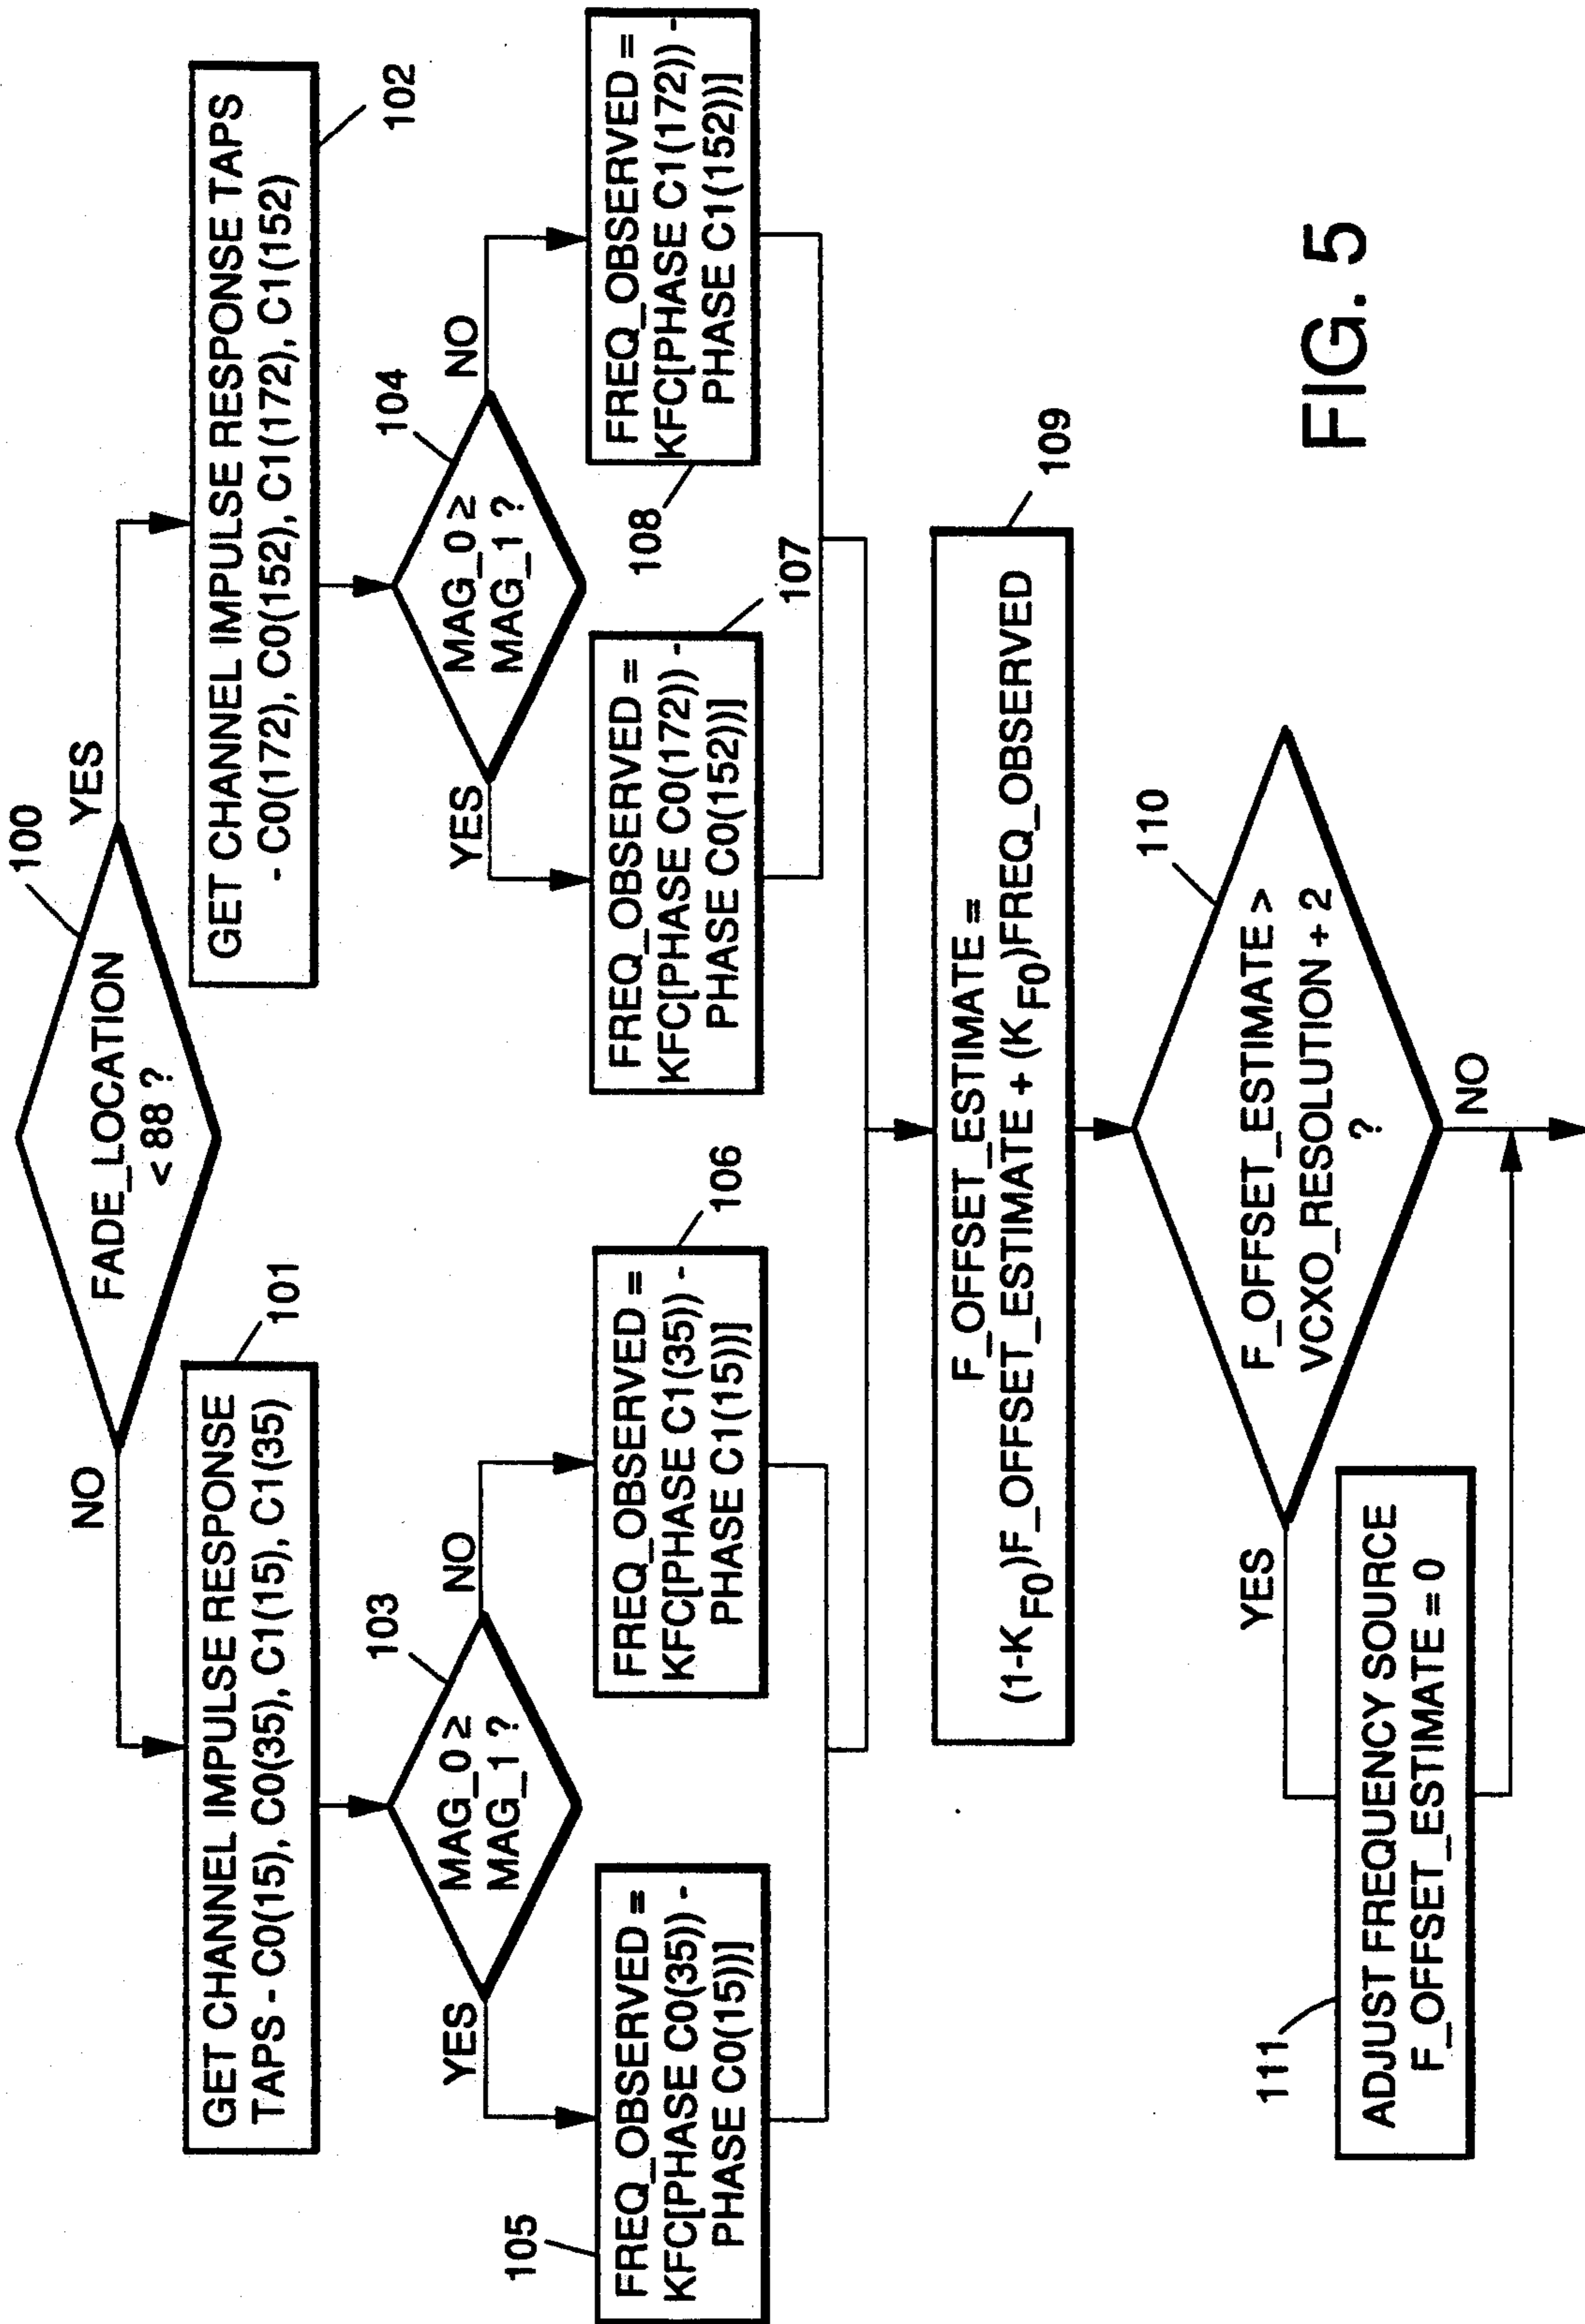 100
FADE_LOCATION
< 88 ?
NO
YES
101
GET CHANNEL IMPULSE RESPONSE
TAPS - C0(15), C0(35), C1(15), C1(35)
GET CHANNEL IMPULSE RESPONSE TAPS
- C0(172), C0(152), C1(172), C1(152)
102
103
MAG_0 ≥
MAG_1 ?
YES
NO
104
MAG_0 ≥
MAG_1 ?
YES
NO
105
FREQ_OBSERVED =
KFC[PHASE C0(35)) -
PHASE C0(15))]
106
FREQ_OBSERVED =
KFC[PHASE C1(35)) -
PHASE C1(15))]
FREQ_OBSERVED =
KFC[PHASE C0(172)) -
PHASE C0(152))]
107
FREQ_OBSERVED =
KFC[PHASE C1(172)) -
PHASE C1(152))]
108
109
F_OFFSET_ESTIMATE =
(1-KF0)F_OFFSET_ESTIMATE + (KF0)FREQ_OBSERVED
110
F_OFFSET_ESTIMATE >
VCXO_RESOLUTION + 2
?
YES
NO
111
ADJUST FREQUENCY SOURCE
F_OFFSET_ESTIMATE = 0
FIG. 5